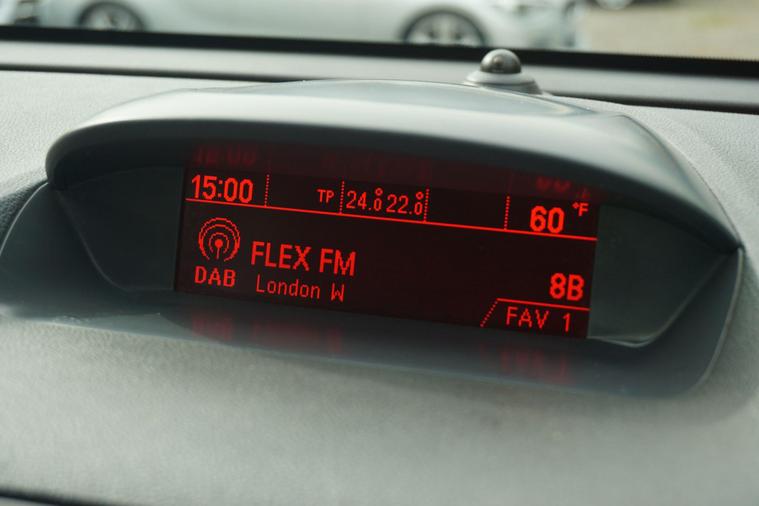 15:00 TP 24.0° 22.0° 60 °F
FLEX FM
DAB London W 8B
FAV 1